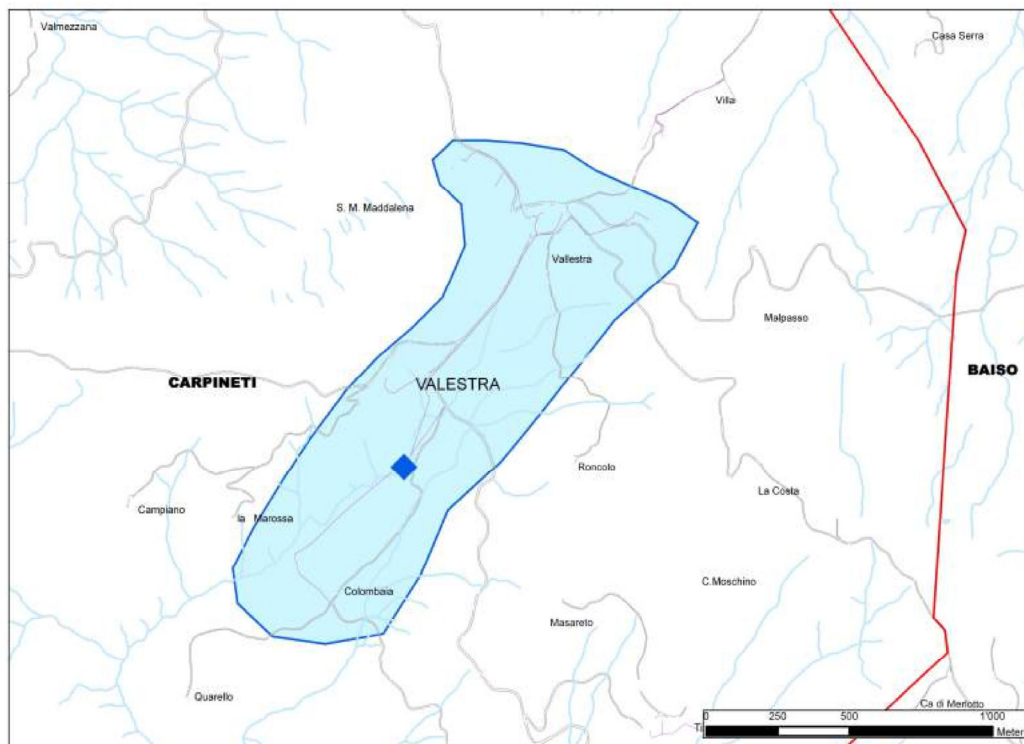 Valmezzana
Casa Serra
Villa
S. M. Maddalena
Vallestra
Malpasso
CARPINETI
VALESTRA
BAISO
Roncolo
La Costa
Campiano
la Marossa
C.Moschino
Colombaia
Masareto
Quarello
Ca di Merlotto
0 250 500 1'000
Meter